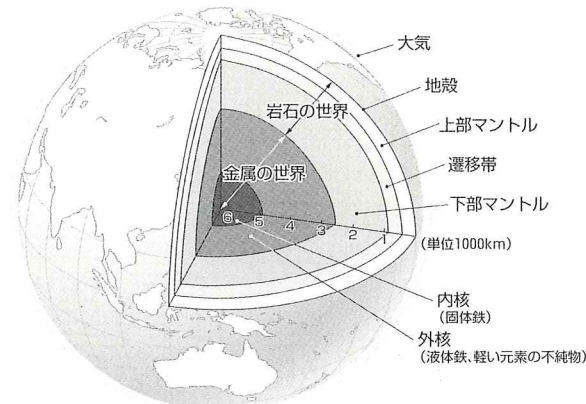 大気
地殻
岩石の世界
上部マントル
遷移帯
金属の世界
下部マントル
6 5 4 3 2 1
(単位1000km)
内核
(固体鉄)
外核
(液体鉄、軽い元素の不純物)